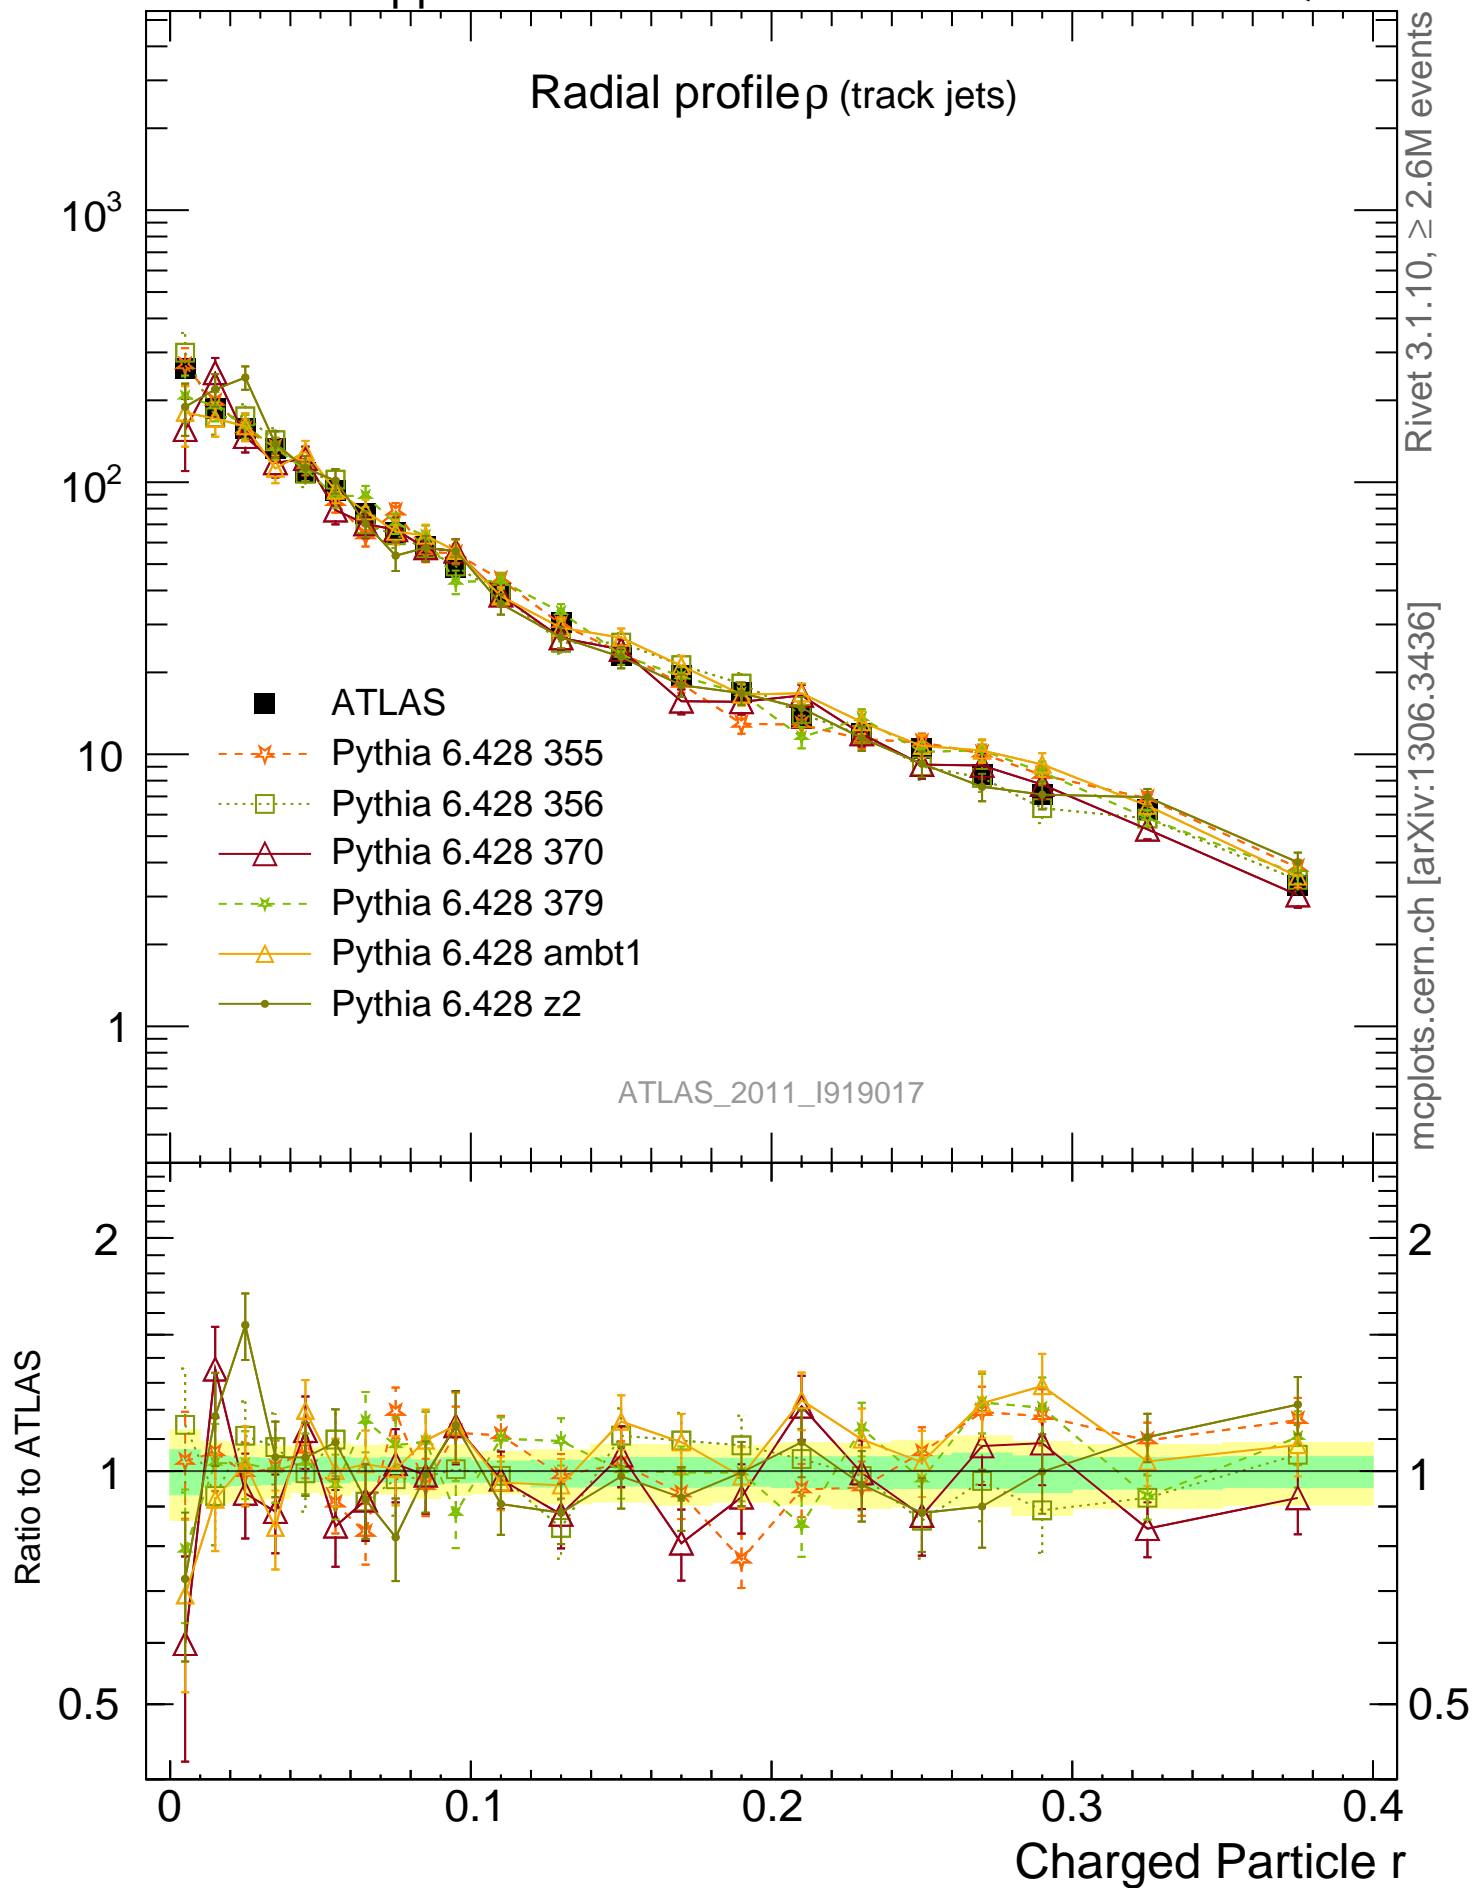 Radial profile ρ (track jets)
Rivet 3.1.10, ≥ 2.6M events
mcplots.cern.ch [arXiv:1306.3436]
10³
10²
10
1
ATLAS
Pythia 6.428 355
Pythia 6.428 356
Pythia 6.428 370
Pythia 6.428 379
Pythia 6.428 ambt1
Pythia 6.428 z2
ATLAS_2011_I919017
Ratio to ATLAS
2
1
0.5
2
1
0.5
0 0.1 0.2 0.3 0.4
Charged Particle r